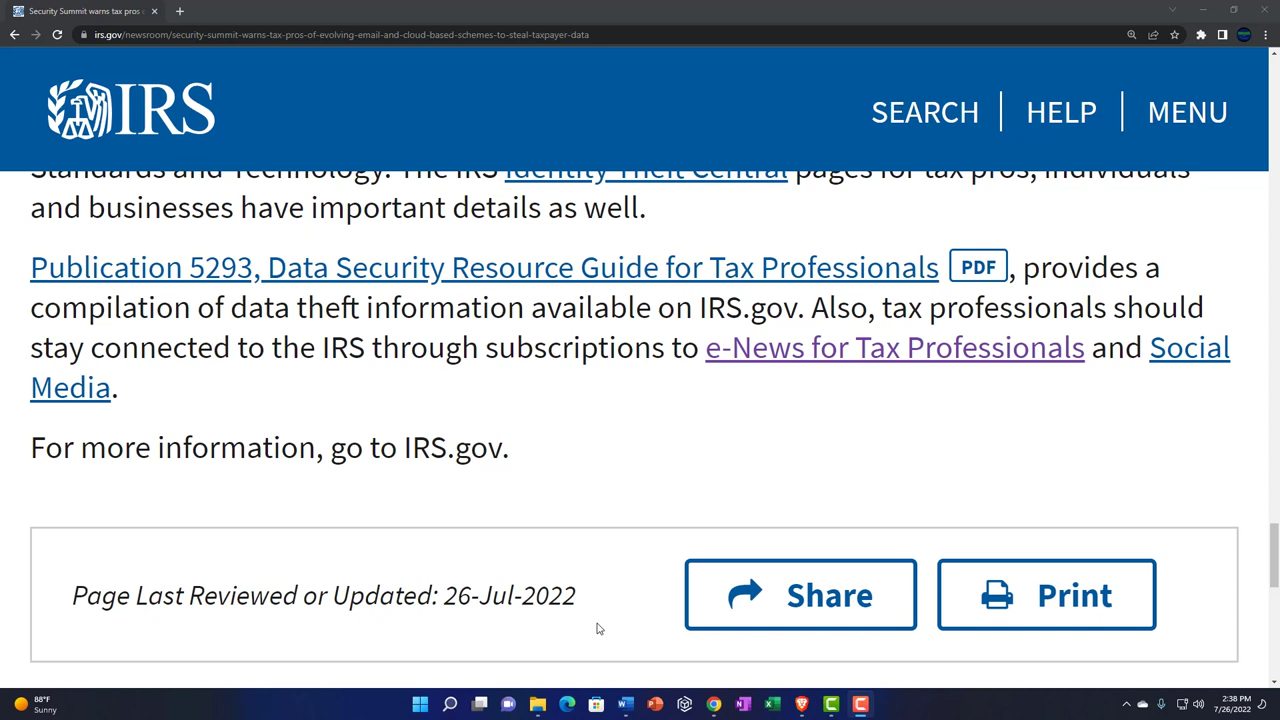 Security Summit warns tax pros
irs.gov/newsroom/security-summit-warns-tax-pros-of-evolving-email-and-cloud-based-schemes-to-steal-taxpayer-data
IRS
SEARCH
HELP
MENU
Standards and Technology. The IRS Identity Theft Central pages for tax pros, individuals
and businesses have important details as well.
Publication 5293, Data Security Resource Guide for Tax Professionals PDF, provides a
compilation of data theft information available on IRS.gov. Also, tax professionals should
stay connected to the IRS through subscriptions to e-News for Tax Professionals and Social
Media.
For more information, go to IRS.gov.
Page Last Reviewed or Updated: 26-Jul-2022
Share
Print
88°F
Sunny
2:38 PM
7/26/2022